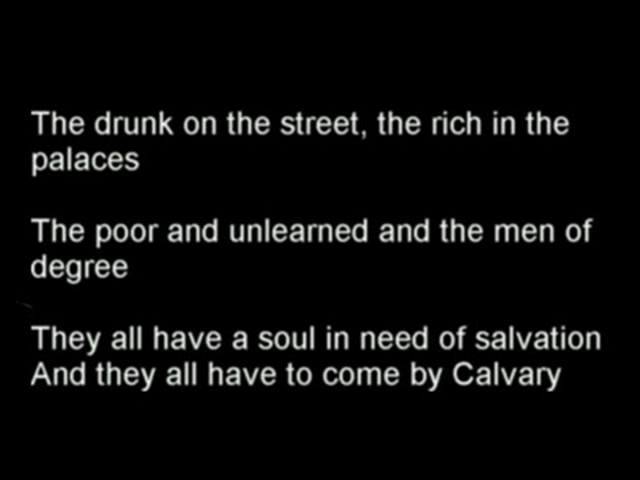 The drunk on the street, the rich in the
palaces
The poor and unlearned and the men of
degree
They all have a soul in need of salvation
And they all have to come by Calvary